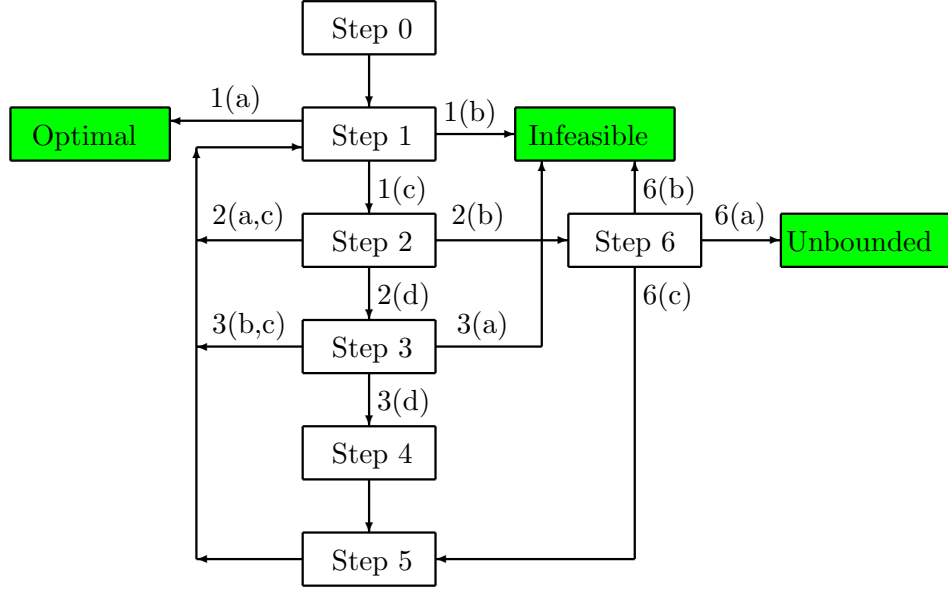 Step 0
1(a)
1(b)
Optimal
Step 1
Infeasible
1(c)
6(b)
2(a,c)
2(b)
6(a)
Step 2
Step 6
Unbounded
2(d)
6(c)
3(b,c)
3(a)
Step 3
3(d)
Step 4
Step 5